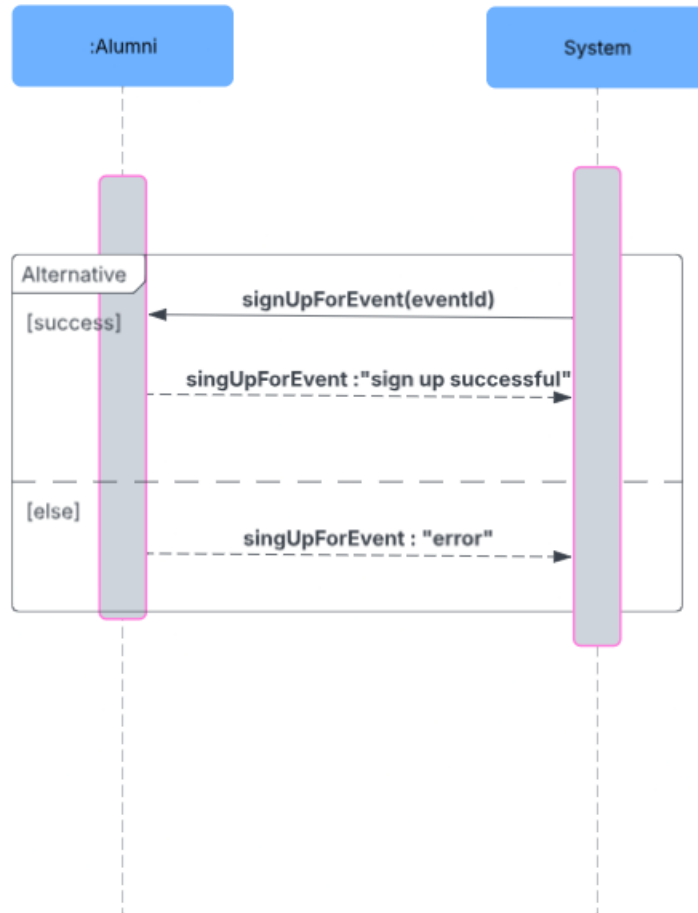 :Alumni
System
Alternative
signUpForEvent(eventId)
[success]
singUpForEvent :"sign up successful"
[else]
singUpForEvent : "error"